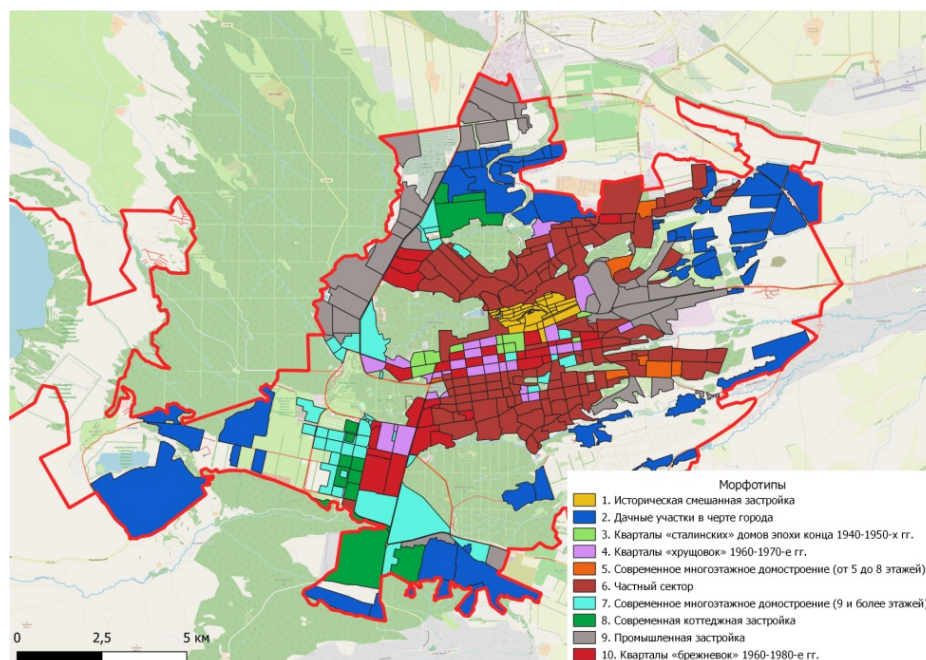 Морфотипы
1. Историческая смешанная застройка
2. Дачные участки в черте города
3. Кварталы «сталинских» домов эпохи конца 1940-1950-х гг.
4. Кварталы «хрущовок» 1960-1970-е гг.
5. Современное многоэтажное домостроение (от 5 до 8 этажей)
6. Частный сектор
7. Современное многоэтажное домостроение (9 и более этажей)
8. Современная коттеджная застройка
9. Промышленная застройка
10. Кварталы «брежневок» 1960-1980-е гг.
0 2,5 5 км